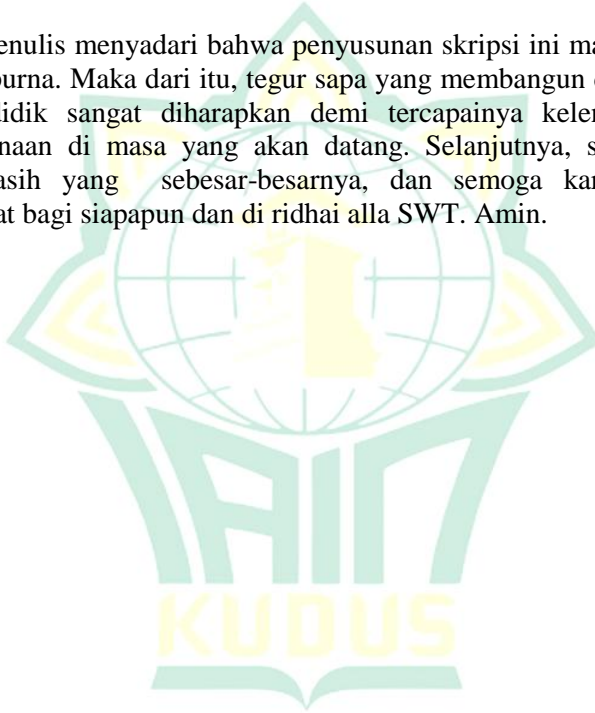 enulis menyadari bahwa penyusunan skripsi ini ma
purna. Maka dari itu, tegur sapa yang membangun
didik sangat diharapkan demi tercapainya keler
naan di masa yang akan datang. Selanjutnya, s
asih yang sebesar-besarnya, dan semoga kar
at bagi siapapun dan di ridhai alla SWT. Amin.
IAIN
KUDUS